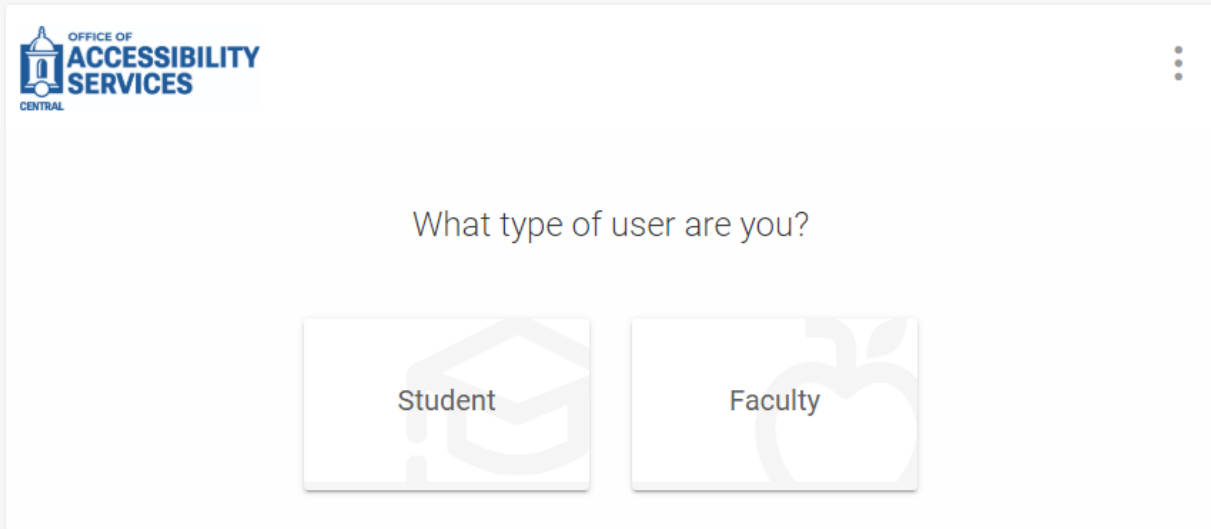 OFFICE OF
ACCESSIBILITY
SERVICES
CENTRAL
What type of user are you?
Student
Faculty